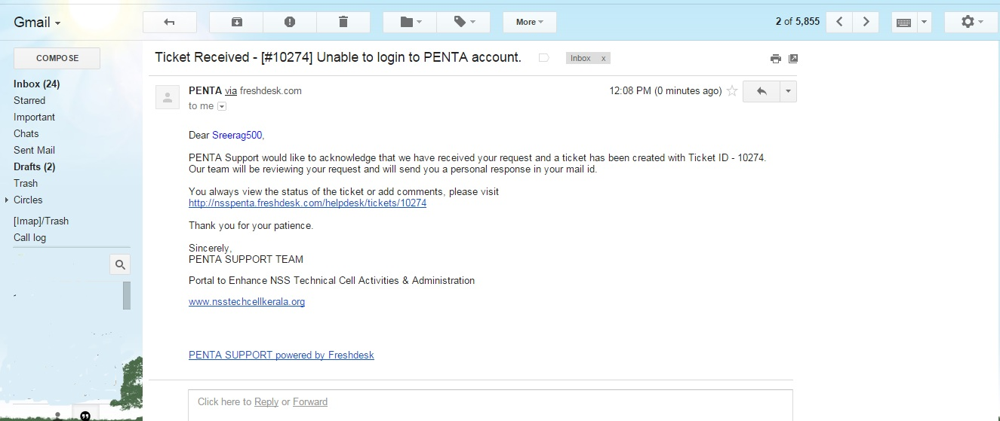 Gmail
More
2 of 5,855
COMPOSE
Inbox (24)
Starred
Important
Chats
Sent Mail
Drafts (2)
Trash
Circles
[Imap]/Trash
Call log
Ticket Received - [#10274] Unable to login to PENTA account.
Inbox x
PENTA via freshdesk.com
12:08 PM (0 minutes ago)
to me
Dear Sreerag500,
PENTA Support would like to acknowledge that we have received your request and a ticket has been created with Ticket ID - 10274.
Our team will be reviewing your request and will send you a personal response in your mail id.
You always view the status of the ticket or add comments, please visit
http://nsspenta.freshdesk.com/helpdesk/tickets/10274
Thank you for your patience.
Sincerely,
PENTA SUPPORT TEAM
Portal to Enhance NSS Technical Cell Activities & Administration
www.nsstechcellkerala.org
PENTA SUPPORT powered by Freshdesk
Click here to Reply or Forward